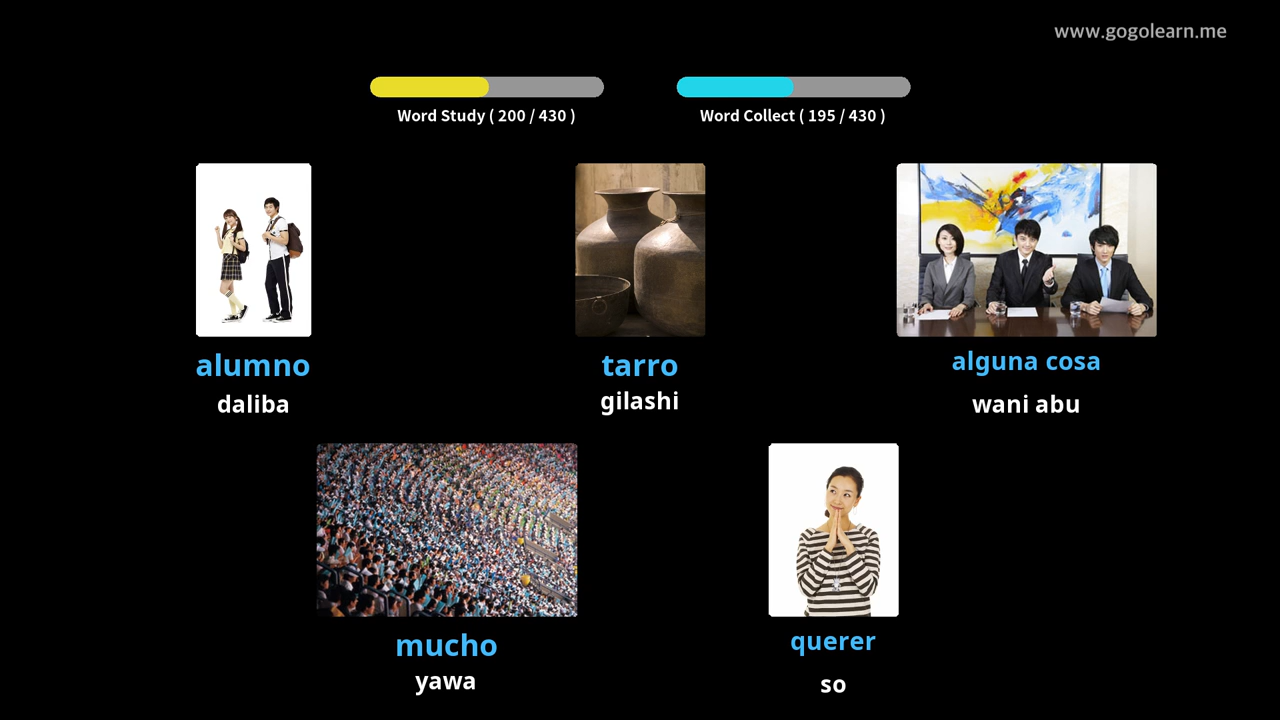 www.gogolearn.me
Word Study ( 200 / 430 )
Word Collect ( 195 / 430 )
alumno
daliba
tarro
gilashi
alguna cosa
wani abu
mucho
yawa
querer
so